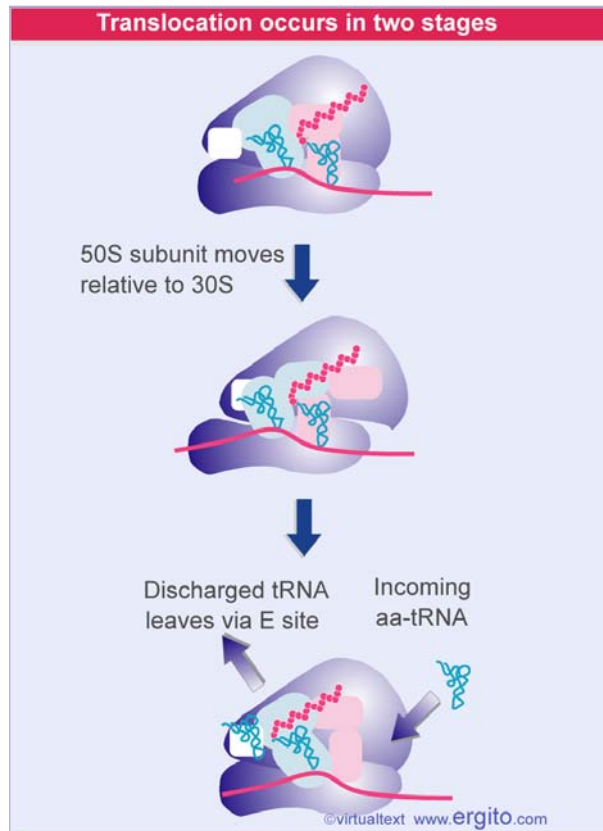 Translocation occurs in two stages
50S subunit moves
relative to 30S
Discharged tRNA
leaves via E site
Incoming
aa-tRNA
©virtualtext www.ergito.com